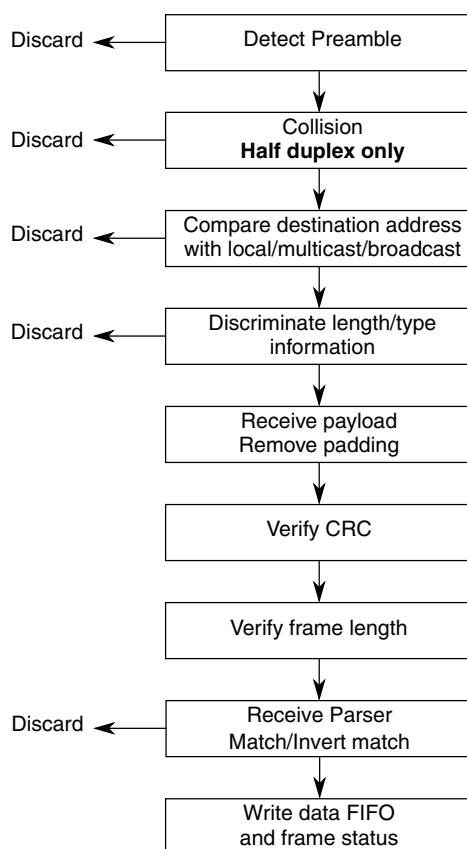 Discard
Detect Preamble
Discard
Collision
Half duplex only
Discard
Compare destination address
with local/multicast/broadcast
Discard
Discriminate length/type
information
Receive payload
Remove padding
Verify CRC
Verify frame length
Discard
Receive Parser
Match/Invert match
Write data FIFO
and frame status